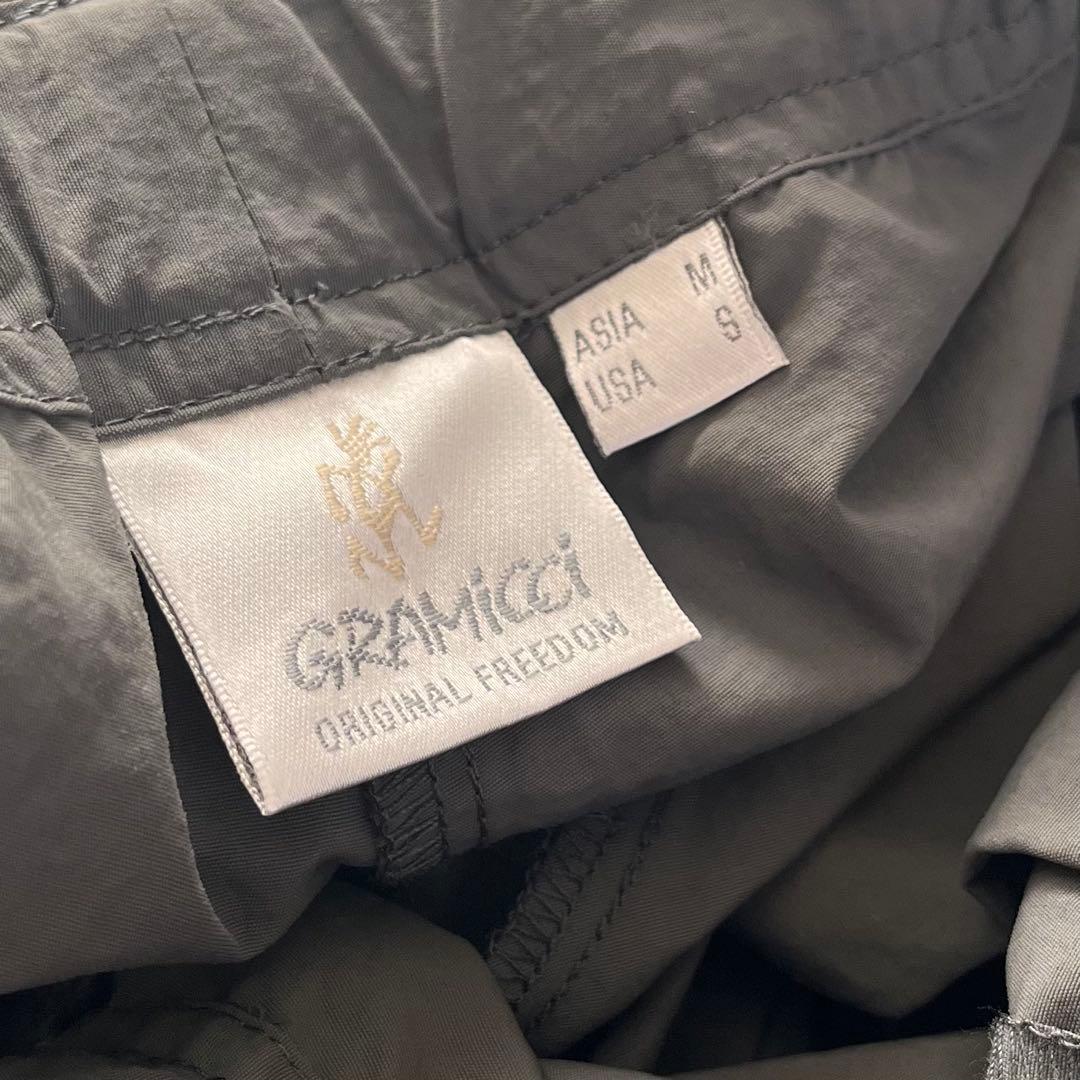 GRAMiCCi
ORIGINAL FREEDOM
ASIA M
USA S